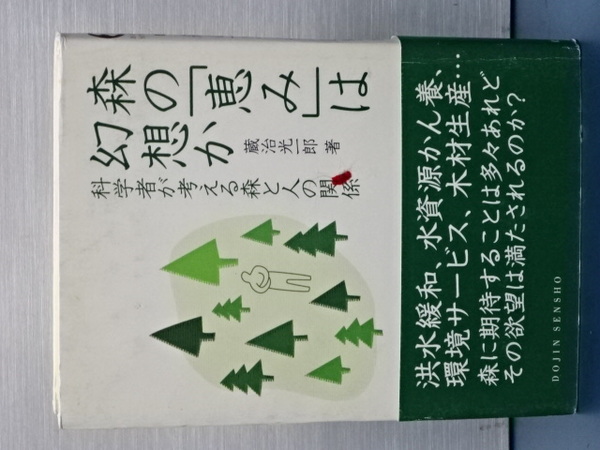 森の「恵み」は
幻想か
蔵治光一郎 著
科学者が考える森と人の関係
洪水緩和、水資源かん養、
環境サービス、木材生産…
森に期待することは多々あれど
その欲望は満たされるのか?
DOJIN SENSHO